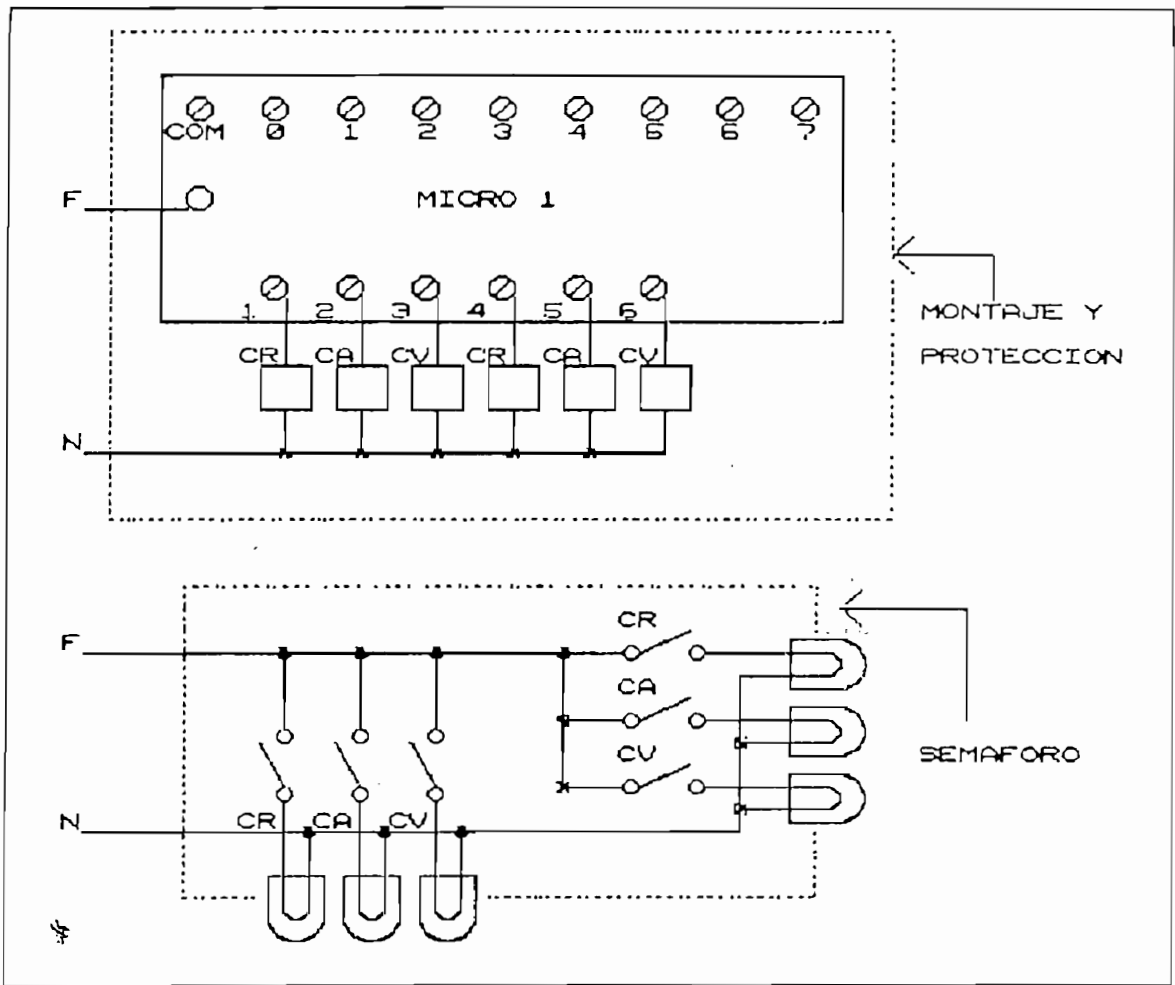 COM 0 1 2 3 4 5 6 7
F
MICRO 1
1 2 3 4 5 6
MONTAJE Y
PROTECCION
CR CA CV CR CA CV
N
CR
F
CA
CV
SEMAFORO
N
CR CA CV